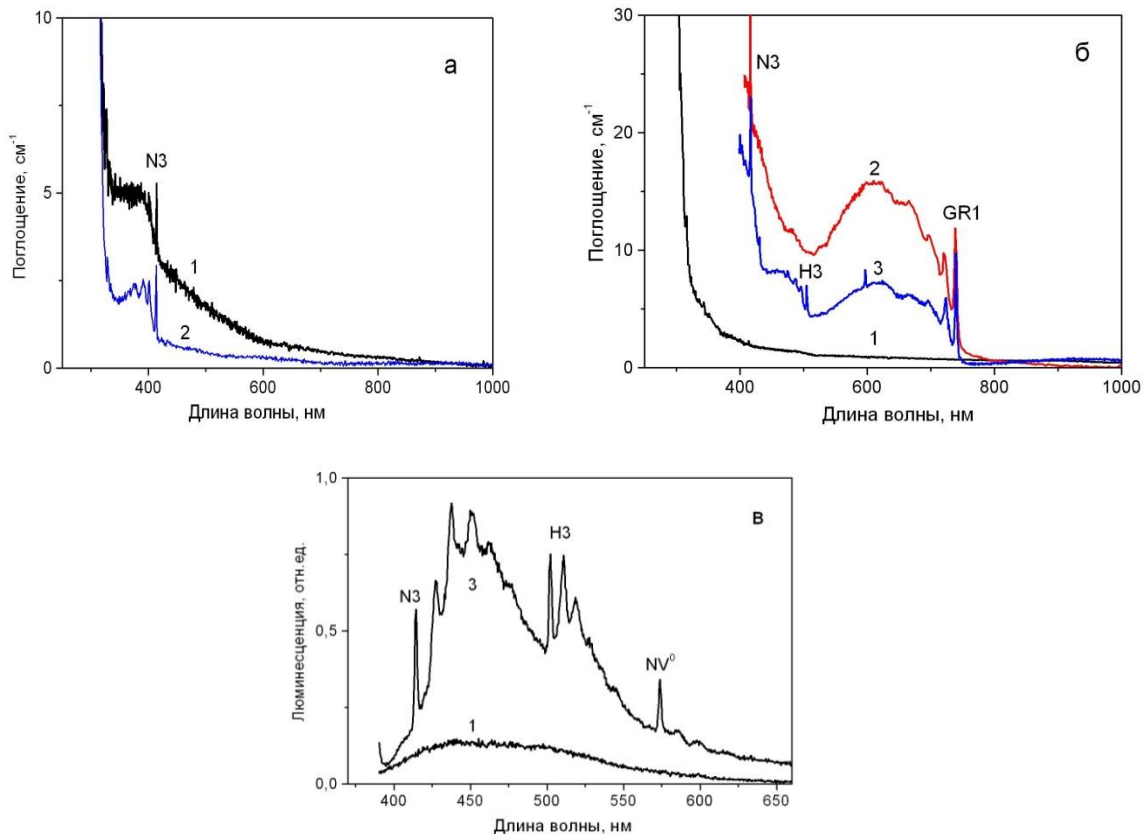 а
Поглощение, см-1
10
5
0
N3
1
2
400
600
800
1000
Длина волны, нм
б
Поглощение, см-1
30
20
10
0
N3
2
GR1
H3
3
1
400
600
800
1000
Длина волны, нм
в
Люминесценция, отн.ед.
1,0
0,5
0,0
N3
3
H3
NV0
1
400
450
500
550
600
650
Длина волны, нм